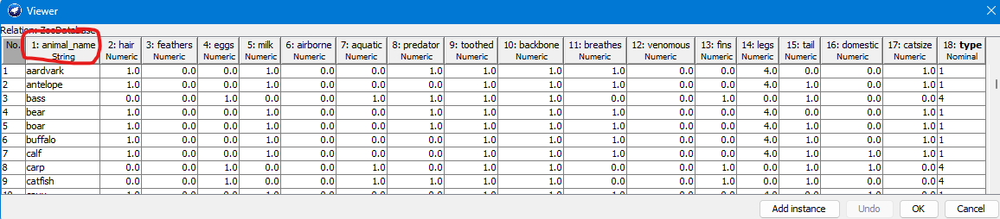 Viewer
Relation: ZooDatabase
No. 1: animal_name 2: hair 3: feathers 4: eggs 5: milk 6: airborne 7: aquatic 8: predator 9: toothed 10: backbone 11: breathes 12: venomous 13: fins 14: legs 15: tail 16: domestic 17: catsize 18: type
String Numeric Numeric Numeric Numeric Numeric Numeric Numeric Numeric Numeric Numeric Numeric Numeric Numeric Numeric Numeric Numeric Nominal
1 aardvark 1.0 0.0 0.0 1.0 0.0 0.0 1.0 1.0 1.0 1.0 0.0 0.0 4.0 0.0 0.0 1.0 1
2 antelope 1.0 0.0 0.0 1.0 0.0 0.0 0.0 1.0 1.0 1.0 0.0 0.0 4.0 1.0 0.0 1.0 1
3 bass 0.0 0.0 1.0 0.0 0.0 1.0 1.0 1.0 1.0 0.0 0.0 1.0 0.0 1.0 0.0 0.0 4
4 bear 1.0 0.0 0.0 1.0 0.0 0.0 1.0 1.0 1.0 1.0 0.0 0.0 4.0 0.0 0.0 1.0 1
5 boar 1.0 0.0 0.0 1.0 0.0 0.0 1.0 1.0 1.0 1.0 0.0 0.0 4.0 1.0 0.0 1.0 1
6 buffalo 1.0 0.0 0.0 1.0 0.0 0.0 0.0 1.0 1.0 1.0 0.0 0.0 4.0 1.0 0.0 1.0 1
7 calf 1.0 0.0 0.0 1.0 0.0 0.0 0.0 1.0 1.0 1.0 0.0 0.0 4.0 1.0 1.0 1.0 1
8 carp 0.0 0.0 1.0 0.0 0.0 1.0 0.0 1.0 1.0 0.0 0.0 1.0 0.0 1.0 1.0 0.0 4
9 catfish 0.0 0.0 1.0 0.0 0.0 1.0 1.0 1.0 1.0 0.0 0.0 1.0 0.0 1.0 0.0 0.0 4
Add instance Undo OK Cancel